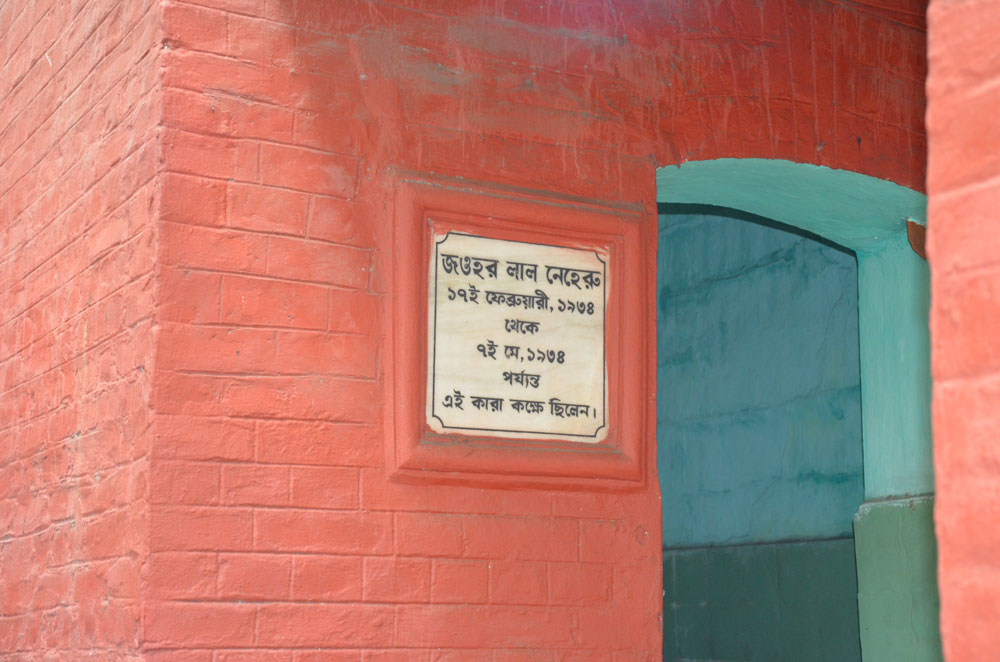 জওহর লাল নেহেরু
১৭ই ফেব্রুয়ারী, ১৯৩৪
থেকে
৭ই মে, ১৯৩৪
পর্য্যন্ত
এই কারা কক্ষে ছিলেন।